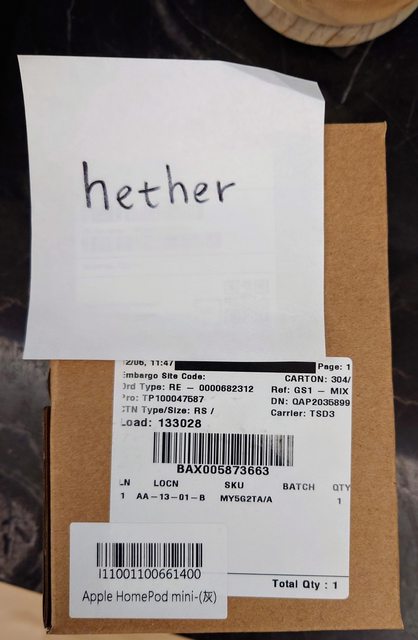 hether
2/06, 11:47 Page: 1
Embargo Site Code: CARTON: 304/
Ord Type: RE - 0000682312 Ref: GS1 - MIX
Pro: TP100047587 DN: QAP2035899
CTN Type/Size: RS / Carrier: TSD3
Load: 133028
BAX005873663
LN LOCN SKU BATCH QTY
1 AA-13-01-B MY5G2TA/A 1
Total Qty : 1
I11001100661400
Apple HomePod mini-(灰)